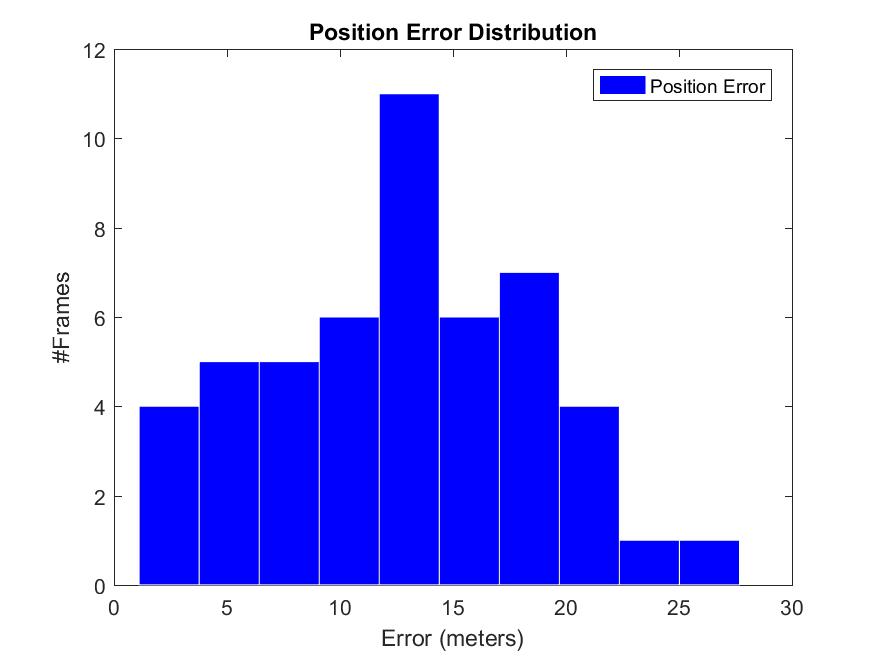 Position Error Distribution
12
10
8
6
4
2
0
#Frames
Position Error
0 5 10 15 20 25 30
Error (meters)